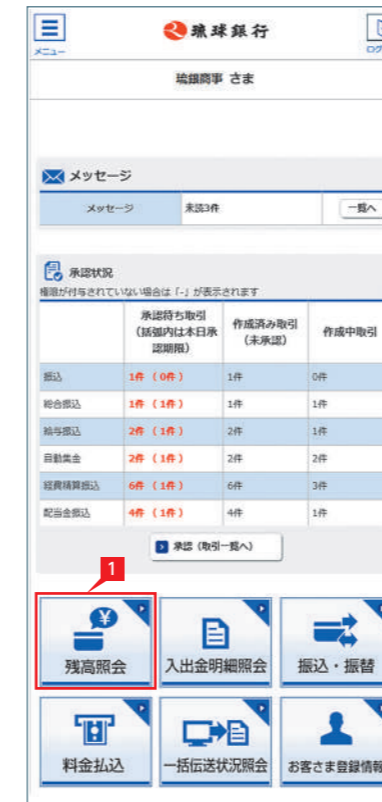 メニュー
琉球銀行
ログ
琉銀商事 さま
メッセージ
メッセージ 未読3件 一覧へ
承認状況
権限が付与されていない場合は「-」が表示されます
承認待ち取引
(括弧内は本日承
認期限)
作成済み取引
(未承認)
作成中取引
振込 1件 (0件) 1件 0件
総合振込 1件 (1件) 1件 1件
給与振込 2件 (1件) 2件 1件
自動集金 2件 (1件) 2件 2件
経費精算振込 6件 (1件) 6件 3件
配当金振込 4件 (1件) 4件 1件
承認 (取引一覧へ)
1
残高照会 入出金明細照会 振込・振替
料金払込 一括伝送状況照会 お客さま登録情報